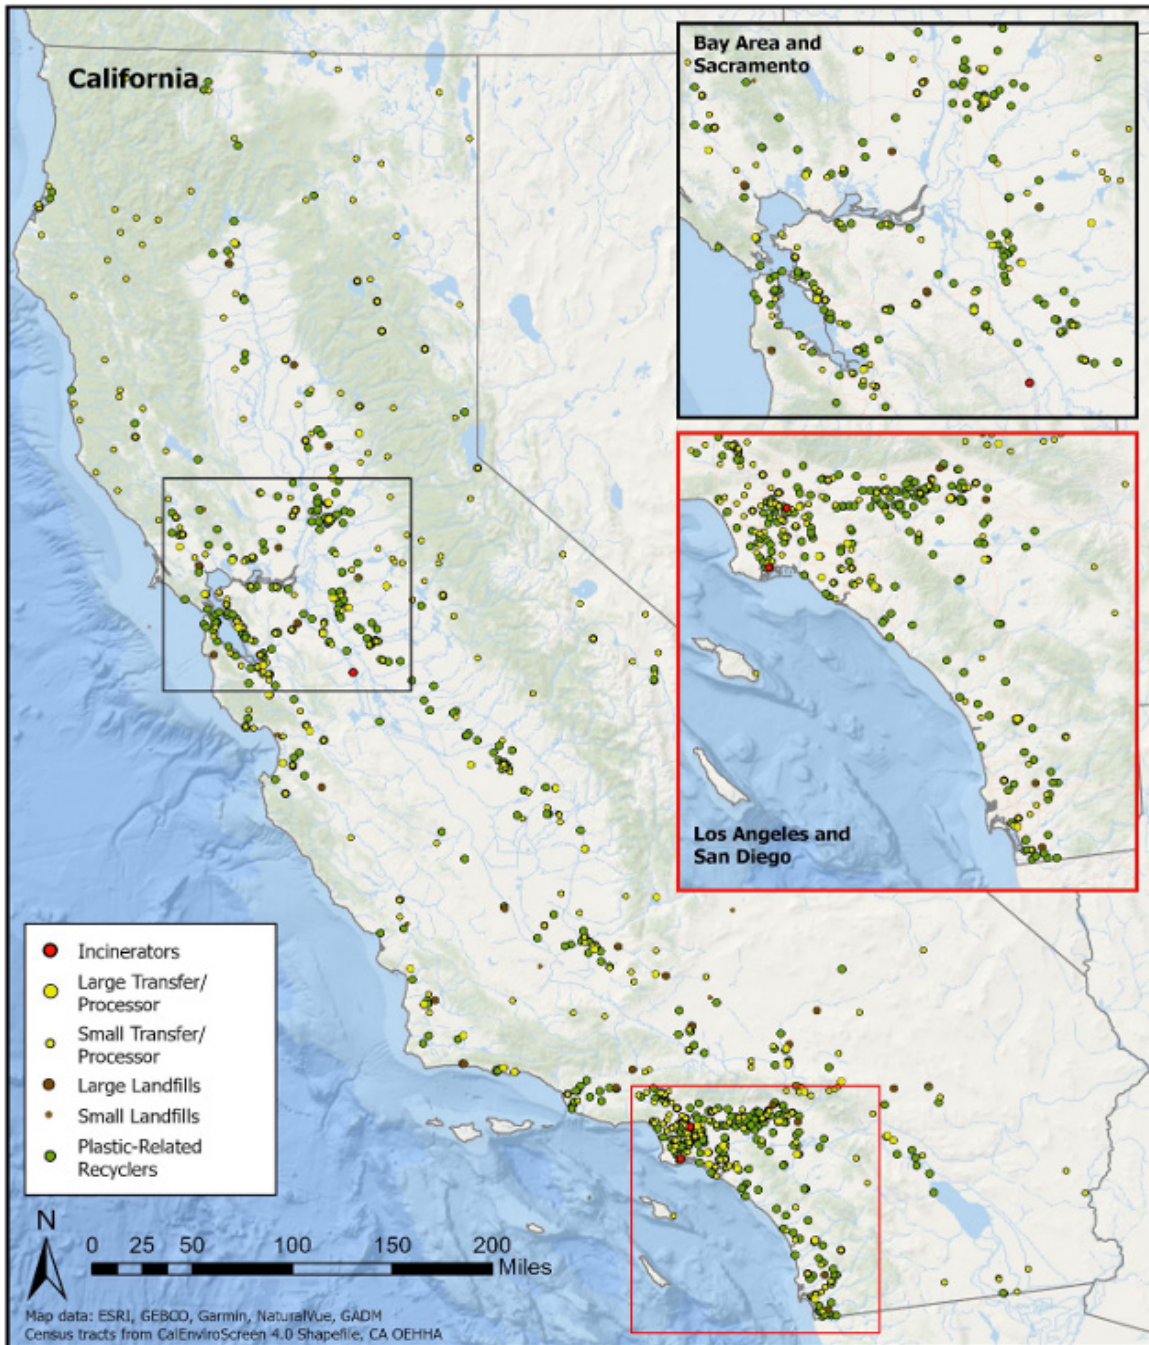 California
Bay Area and
Sacramento
Los Angeles and
San Diego
Incinerators
Large Transfer/
Processor
Small Transfer/
Processor
Large Landfills
Small Landfills
Plastic-Related
Recyclers
N
0 25 50 100 150 200
Miles
Map data: ESRI, GEBCO, Garmin, NaturalVue, GADM
Census tracts from CalEnviroScreen 4.0 Shapefile, CA OEHHA